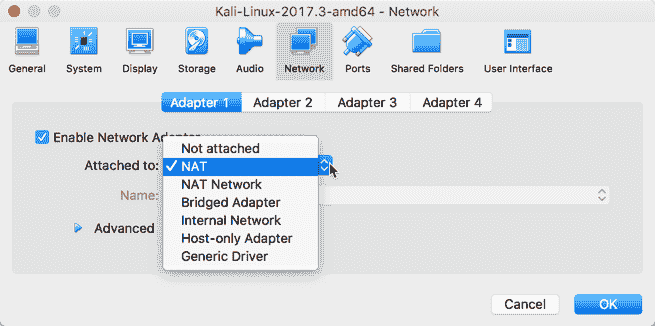 Kali-Linux-2017.3-amd64 - Network
General System Display Storage Audio Network Ports Shared Folders User Interface
Adapter 1 Adapter 2 Adapter 3 Adapter 4
Enable Network Adapter
Attached to:
Not attached
✓ NAT
NAT Network
Bridged Adapter
Internal Network
Host-only Adapter
Generic Driver
Name:
Advanced
Cancel OK